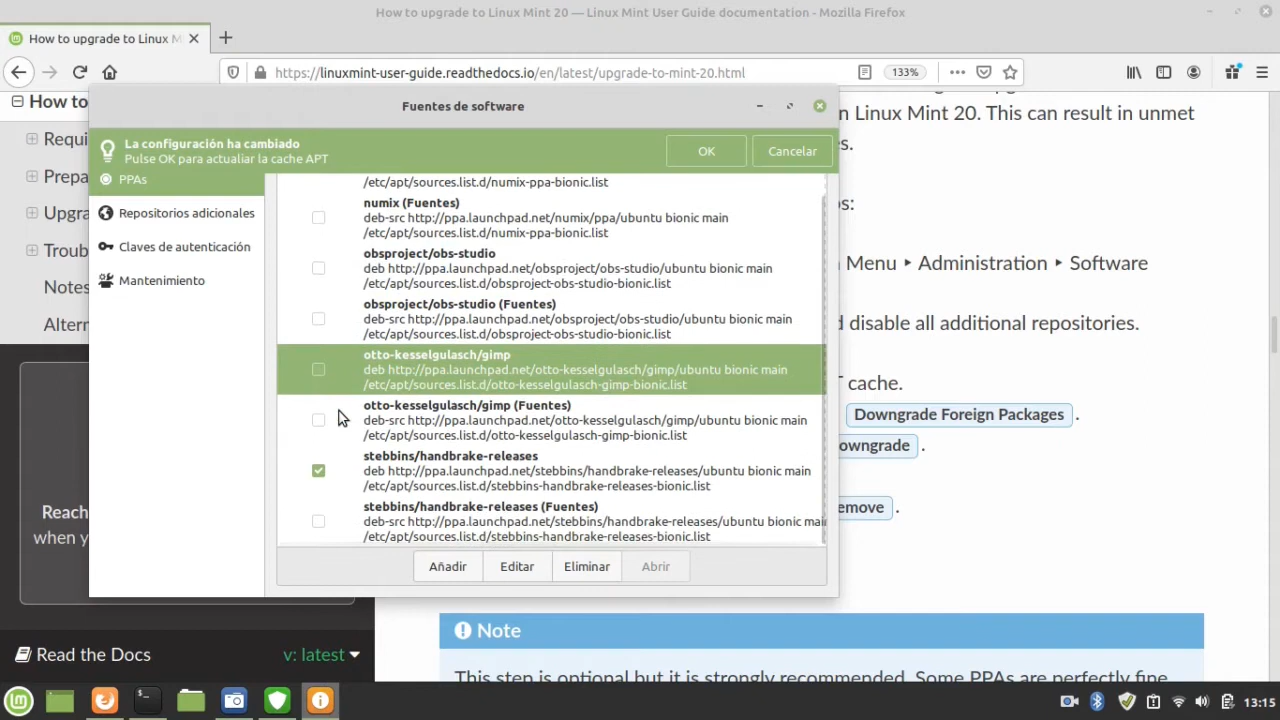 How to upgrade to Linux Mint 20 — Linux Mint User Guide documentation - Mozilla Firefox
How to upgrade to Linux M
https://linuxmint-user-guide.readthedocs.io/en/latest/upgrade-to-mint-20.html
133%
How to
Requi
Prepa
Upgra
Troub
Notes
Altern
Reach
when y
Read the Docs
v: latest
Fuentes de software
La configuración ha cambiado
Pulse OK para actualiar la cache APT
OK
Cancelar
PPAs
Repositorios adicionales
Claves de autenticación
Mantenimiento
/etc/apt/sources.list.d/numix-ppa-bionic.list
numix (Fuentes)
deb-src http://ppa.launchpad.net/numix/ppa/ubuntu bionic main
/etc/apt/sources.list.d/numix-ppa-bionic.list
obsproject/obs-studio
deb http://ppa.launchpad.net/obsproject/obs-studio/ubuntu bionic main
/etc/apt/sources.list.d/obsproject-obs-studio-bionic.list
obsproject/obs-studio (Fuentes)
deb-src http://ppa.launchpad.net/obsproject/obs-studio/ubuntu bionic main
/etc/apt/sources.list.d/obsproject-obs-studio-bionic.list
otto-kesselgulasch/gimp
deb http://ppa.launchpad.net/otto-kesselgulasch/gimp/ubuntu bionic main
/etc/apt/sources.list.d/otto-kesselgulasch-gimp-bionic.list
otto-kesselgulasch/gimp (Fuentes)
deb-src http://ppa.launchpad.net/otto-kesselgulasch/gimp/ubuntu bionic main
/etc/apt/sources.list.d/otto-kesselgulasch-gimp-bionic.list
stebbins/handbrake-releases
deb http://ppa.launchpad.net/stebbins/handbrake-releases/ubuntu bionic main
/etc/apt/sources.list.d/stebbins-handbrake-releases-bionic.list
stebbins/handbrake-releases (Fuentes)
deb-src http://ppa.launchpad.net/stebbins/handbrake-releases/ubuntu bionic mai
/etc/apt/sources.list.d/stebbins-handbrake-releases-bionic.list
Añadir
Editar
Eliminar
Abrir
n Linux Mint 20. This can result in unmet
s.
s:
Menu ‣ Administration ‣ Software
d disable all additional repositories.
cache.
Downgrade Foreign Packages .
owngrade .
emove .
Note
This step is optional but it is strongly recommended. Some PPAs are perfectly fine
13:15